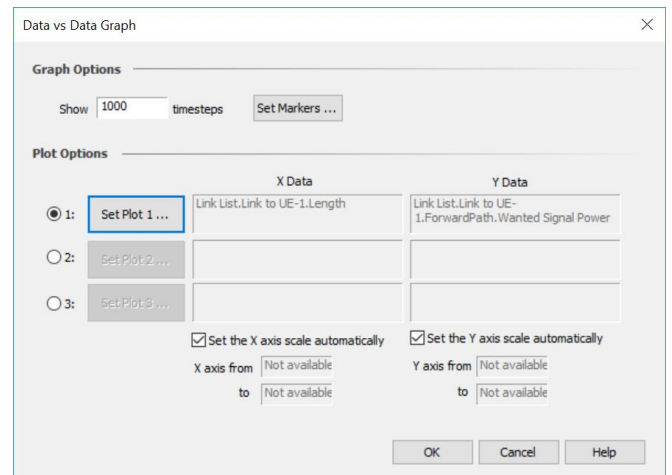 Data vs Data Graph
Graph Options
Show 1000 timesteps Set Markers ...
Plot Options
X Data Y Data
1: Set Plot 1 ... Link List.Link to UE-1.Length Link List.Link to UE-
1.ForwardPath.Wanted Signal Power
2: Set Plot 2 ...
3: Set Plot 3 ...
Set the X axis scale automatically Set the Y axis scale automatically
X axis from Not available Y axis from Not available
to Not available to Not available
OK Cancel Help